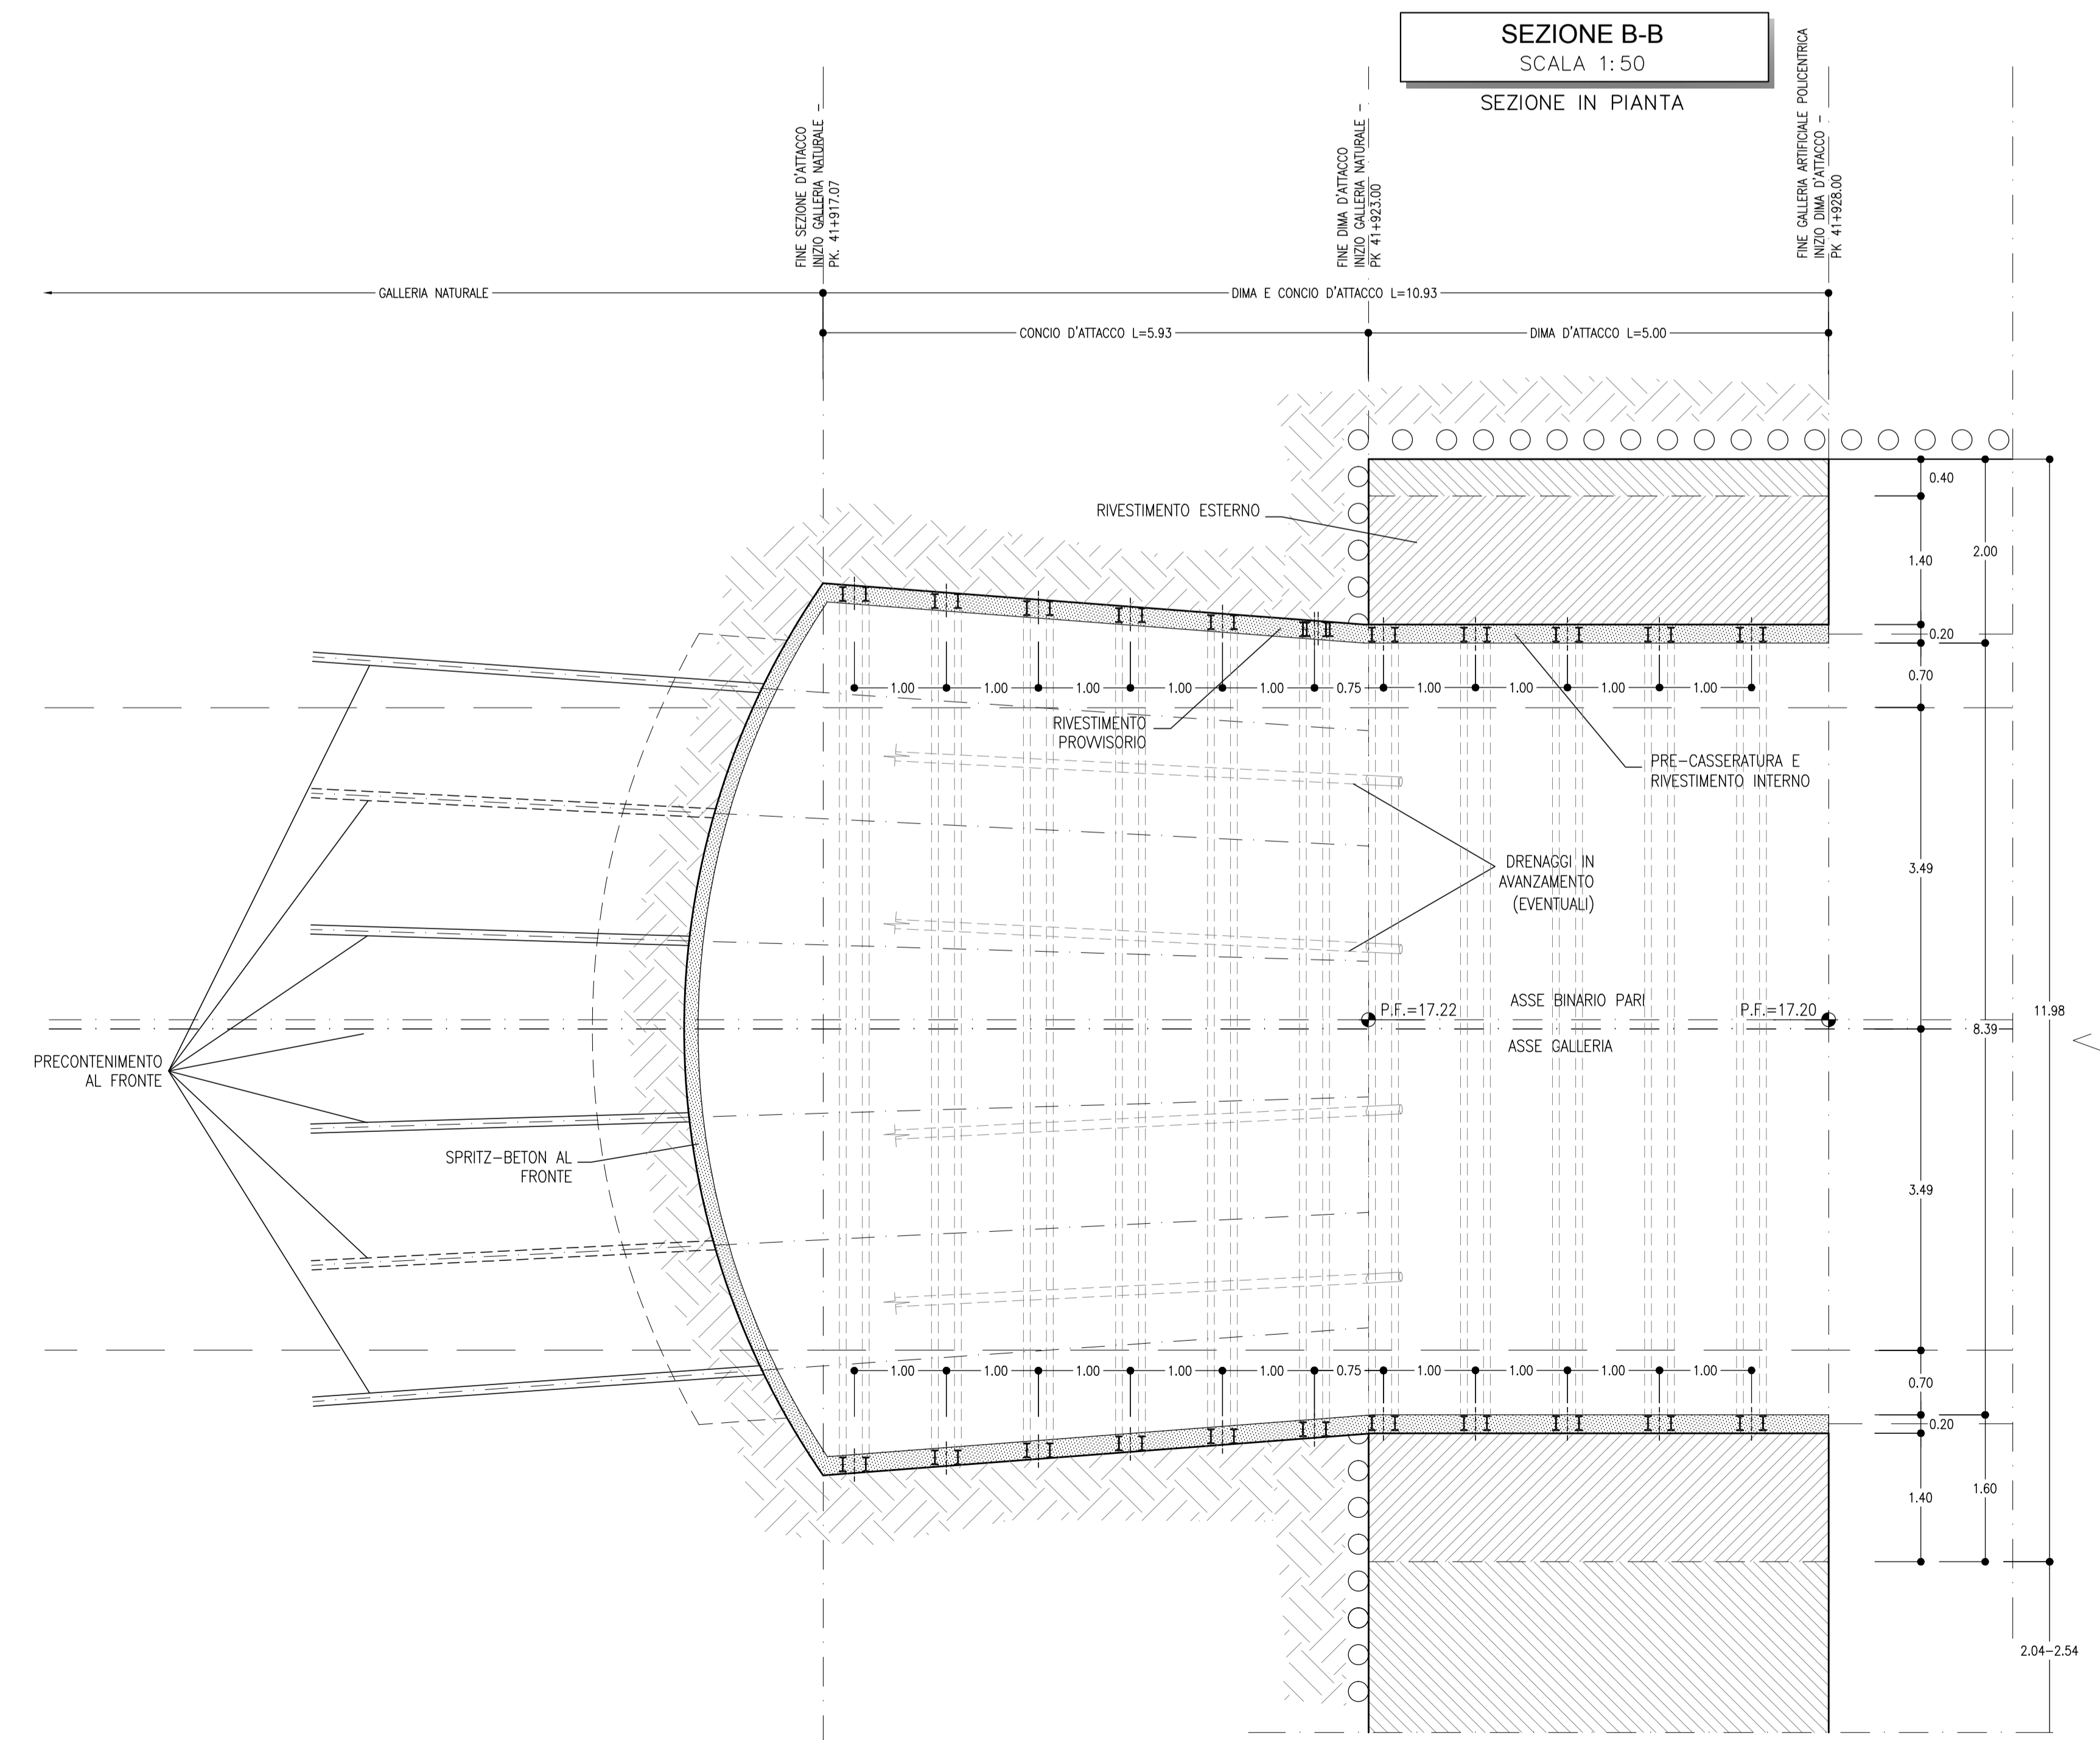 SEZIONE B-B
SCALA 1:50
SEZIONE IN PIANTA
FINE SEZIONE D'ATTACCO
INIZIO GALLERIA NATURALE -
PK. 41+917.07
FINE DIMA D'ATTACCO
INIZIO GALLERIA NATURALE -
PK 41+923.00
FINE GALLERIA ARTIFICIALE POLICENTRICA
INIZIO DIMA D'ATTACCO -
PK 41+928.00
GALLERIA NATURALE
DIMA E CONCIO D'ATTACCO L=10.93
CONCIO D'ATTACCO L=5.93
DIMA D'ATTACCO L=5.00
RIVESTIMENTO ESTERNO
0.40
1.40
2.00
0.20
0.70
1.00 1.00 1.00 1.00 1.00 0.75 1.00 1.00 1.00 1.00
RIVESTIMENTO
PROVVISORIO
PRE-CASSERATURA E
RIVESTIMENTO INTERNO
DRENAGGI IN
AVANZAMENTO
(EVENTUALI)
3.49
P.F.=17.22
ASSE BINARIO PARI
P.F.=17.20
11.98
8.39
ASSE GALLERIA
PRECONTENIMENTO
AL FRONTE
SPRITZ-BETON AL
FRONTE
3.49
1.00 1.00 1.00 1.00 1.00 0.75 1.00 1.00 1.00 1.00
0.70
0.20
1.40
1.60
2.04-2.54